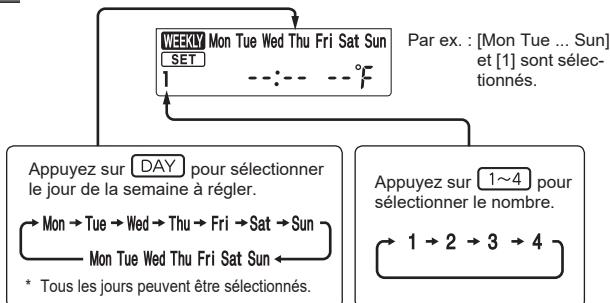 WEEKLY Mon Tue Wed Thu Fri Sat Sun
SET
1 --:-- --°F
Par ex. : [Mon Tue ... Sun]
et [1] sont sélec-
tionnés.
Appuyez sur DAY pour sélectionner
le jour de la semaine à régler.
Mon → Tue → Wed → Thu → Fri → Sat → Sun
Mon Tue Wed Thu Fri Sat Sun
* Tous les jours peuvent être sélectionnés.
Appuyez sur 1~4 pour
sélectionner le nombre.
1 → 2 → 3 → 4